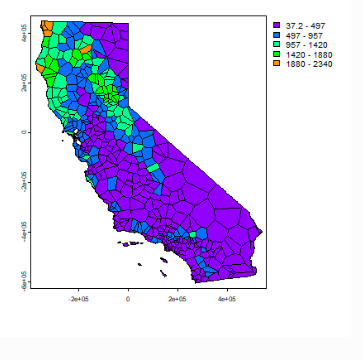 37.2 - 497
497 - 957
957 - 1420
1420 - 1880
1880 - 2340
4e+05
2e+05
0
-2e+05
-4e+05
-6e+05
-2e+05 0 2e+05 4e+05